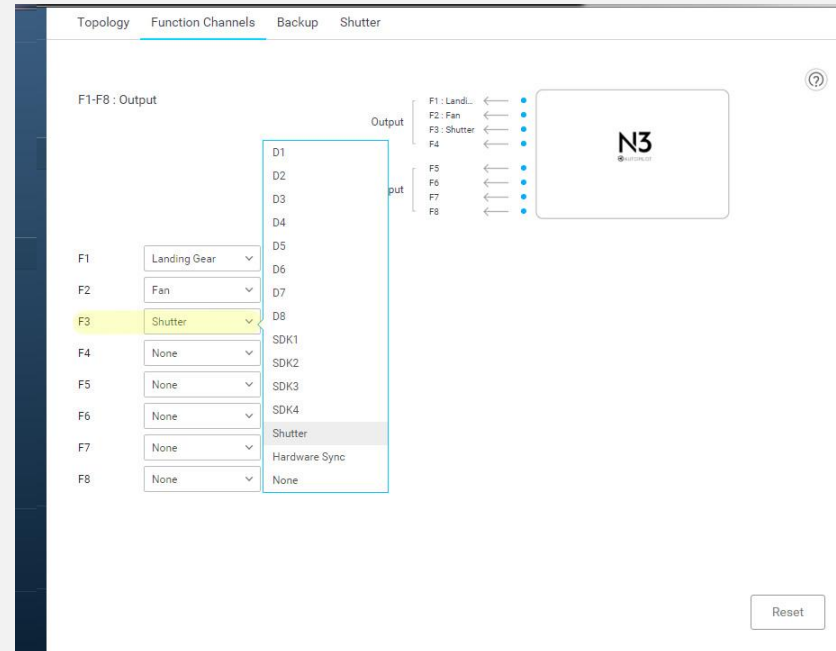 Topology Function Channels Backup Shutter
F1-F8 : Output
Output
F1 : Landi...
F2 : Fan
F3 : Shutter
F4
put
F5
F6
F7
F8
N3
AUTOPILOT
D1
D2
D3
D4
D5
D6
D7
D8
SDK1
SDK2
SDK3
SDK4
Shutter
Hardware Sync
None
F1 Landing Gear
F2 Fan
F3 Shutter
F4 None
F5 None
F6 None
F7 None
F8 None
Reset